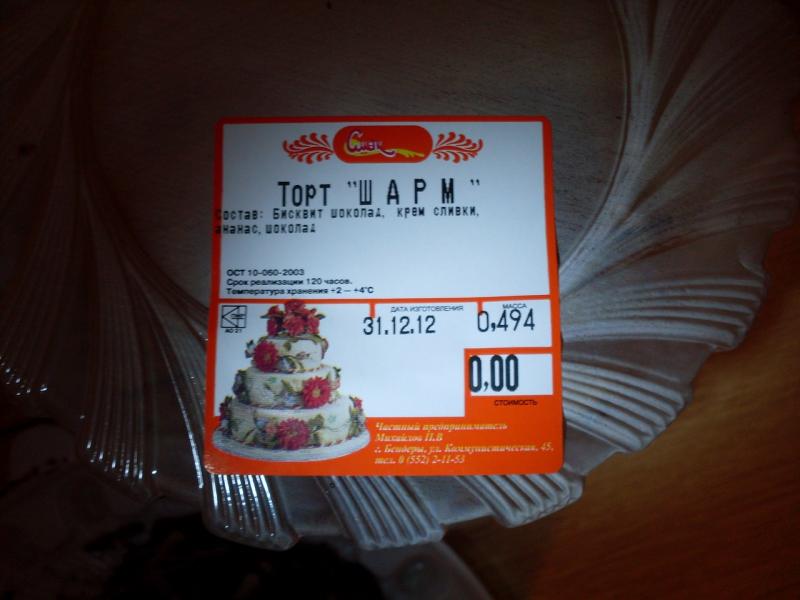 Торт "ШАРМ"
Состав: Бисквит шоколад, крем сливки,
ананас, шоколад
ОСТ 10-060-2003
Срок реализации 120 часов.
Температура хранения +2 – +4°С
ДАТА ИЗГОТОВЛЕНИЯ
МАССА
31.12.12
0,494
АО 21
0,00
СТОИМОСТЬ
Частный предприниматель
Михайлов П.В
г. Бендеры, ул. Коммунистическая, 45,
тел. 0 (552) 2-11-53